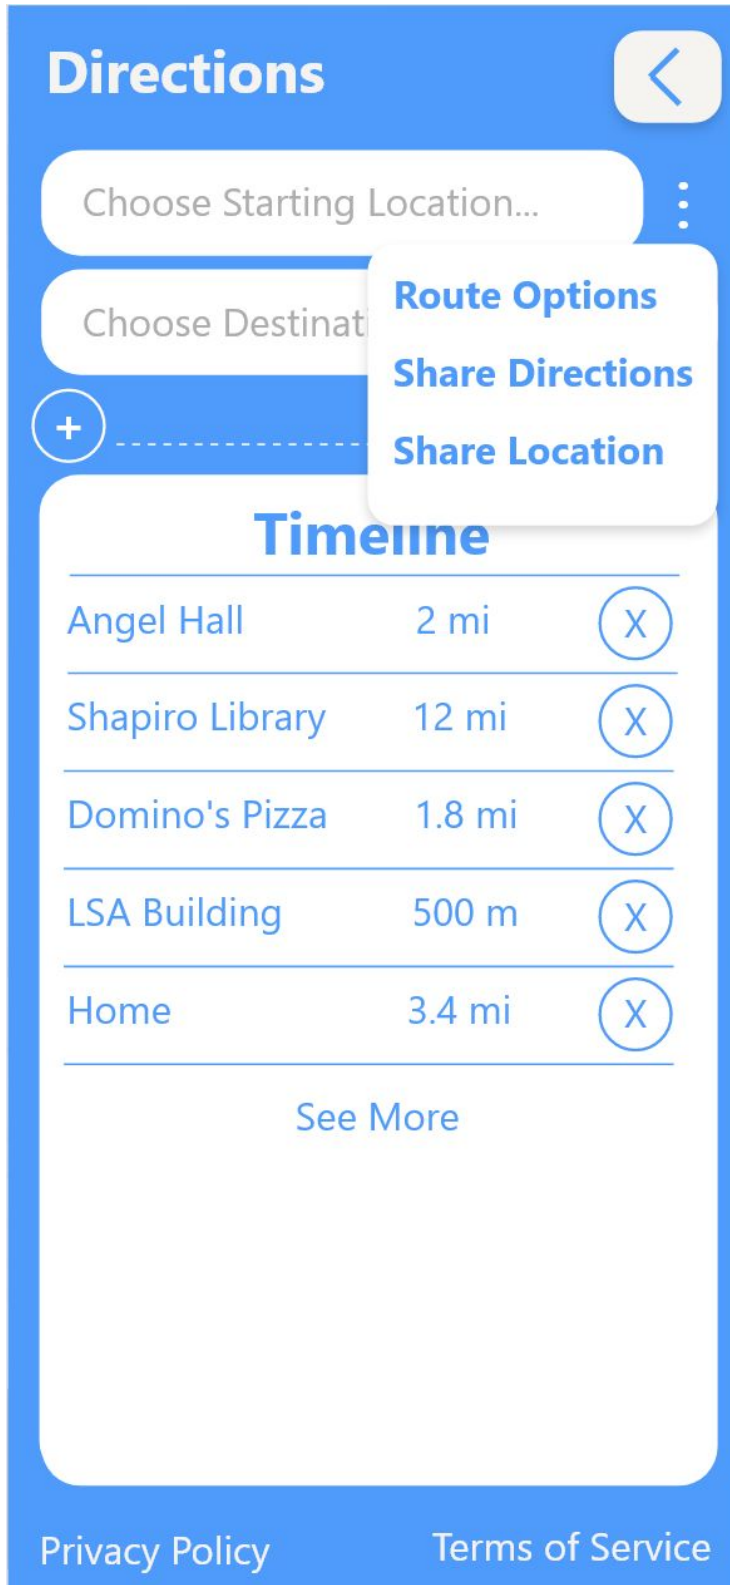 Directions
Choose Starting Location...
Choose Destinati
Route Options
Share Directions
Share Location
+
Timeline
Angel Hall 2 mi X
Shapiro Library 12 mi X
Domino's Pizza 1.8 mi X
LSA Building 500 m X
Home 3.4 mi X
See More
Privacy Policy Terms of Service